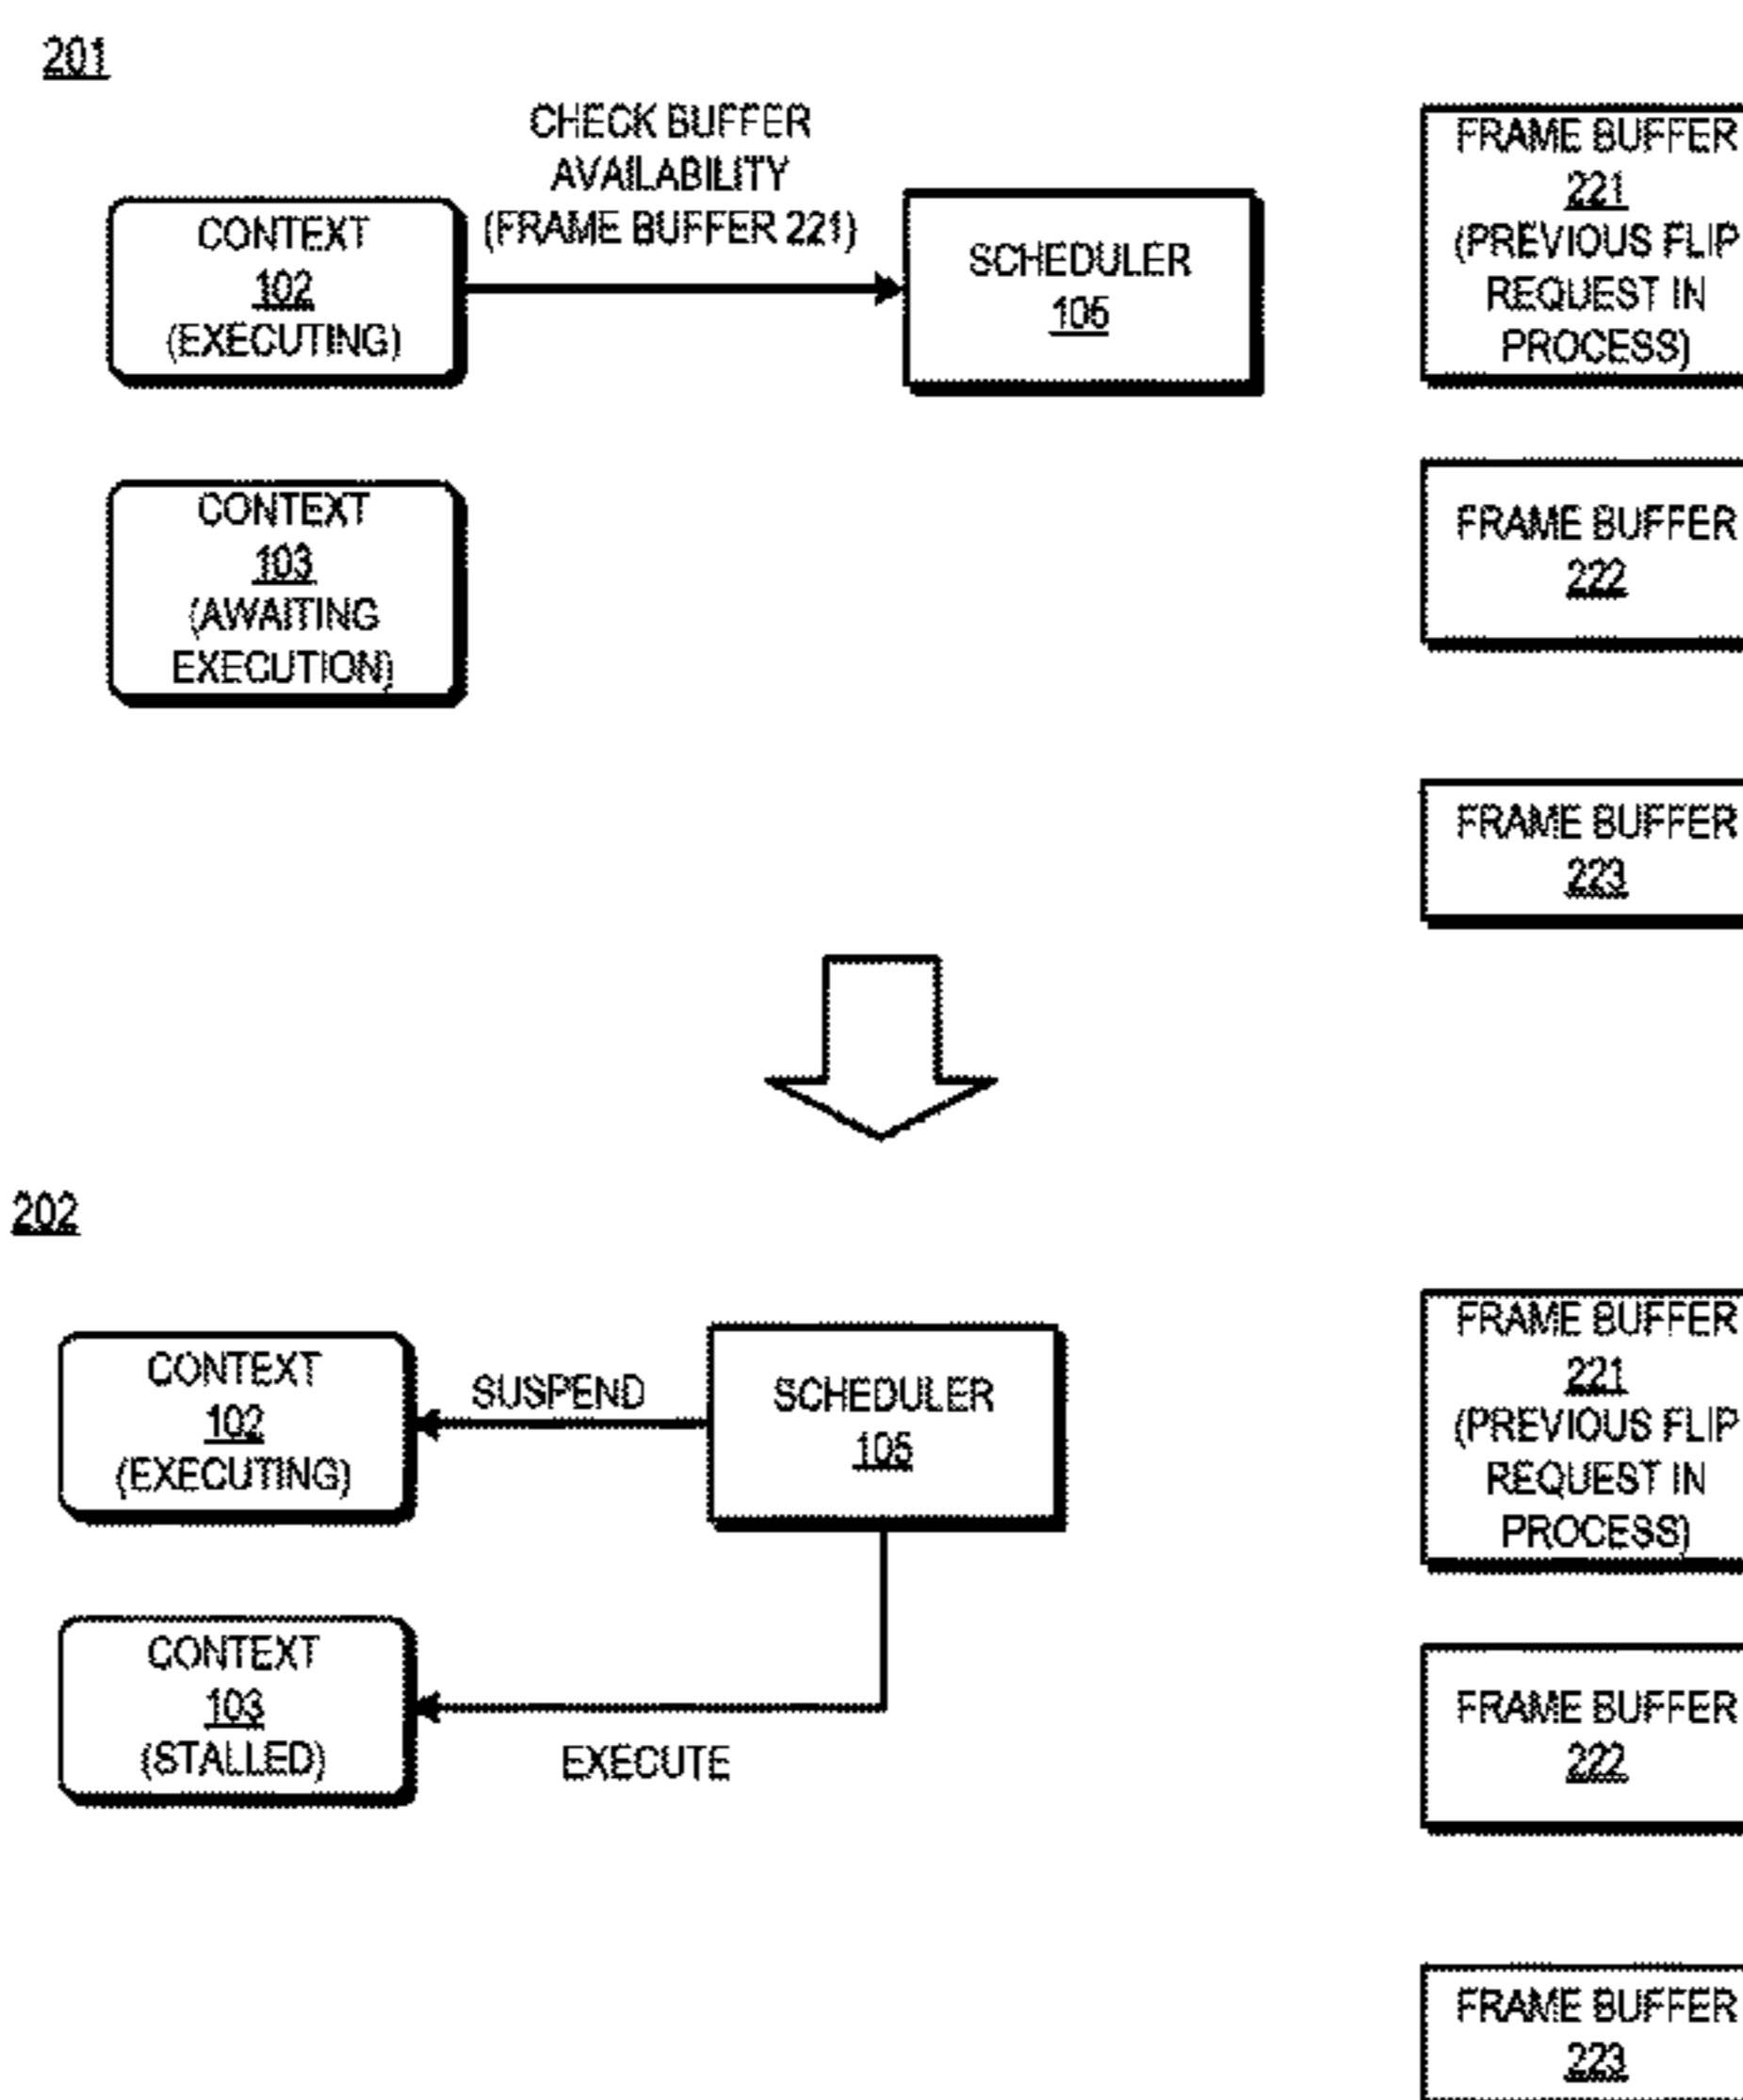 201
CHECK BUFFER
AVAILABILITY
(FRAME BUFFER 221)
CONTEXT
102
(EXECUTING)
SCHEDULER
105
FRAME BUFFER
221
(PREVIOUS FLIP
REQUEST IN
PROCESS)
CONTEXT
103
(AWAITING
EXECUTION)
FRAME BUFFER
222
FRAME BUFFER
223
202
CONTEXT
102
(EXECUTING)
SUSPEND
SCHEDULER
105
FRAME BUFFER
221
(PREVIOUS FLIP
REQUEST IN
PROCESS)
CONTEXT
103
(STALLED)
EXECUTE
FRAME BUFFER
222
FRAME BUFFER
223